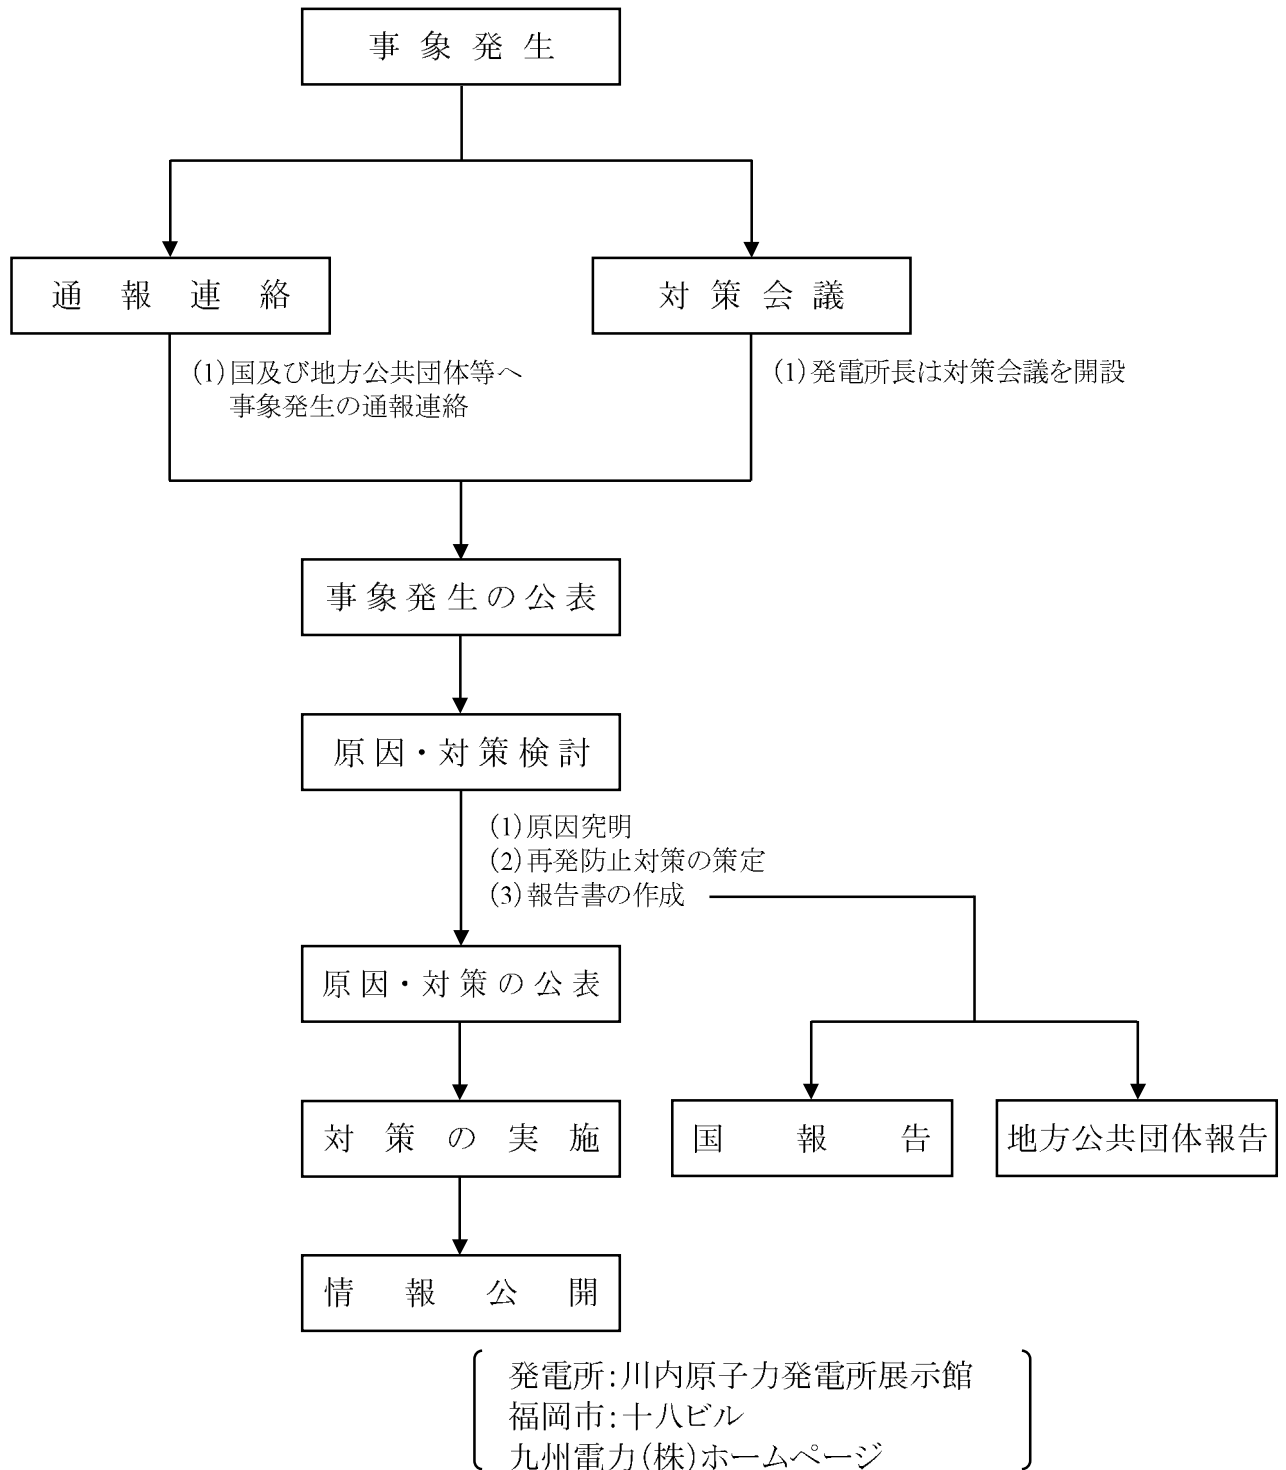 事象発生
通報連絡
対策会議
(1)国及び地方公共団体等へ
事象発生の通報連絡
(1)発電所長は対策会議を開設
事象発生の公表
原因・対策検討
(1)原因究明
(2)再発防止対策の策定
(3)報告書の作成
原因・対策の公表
対策の実施
国報告
地方公共団体報告
情報公開
発電所:川内原子力発電所展示館
福岡市:十八ビル
九州電力(株)ホームページ